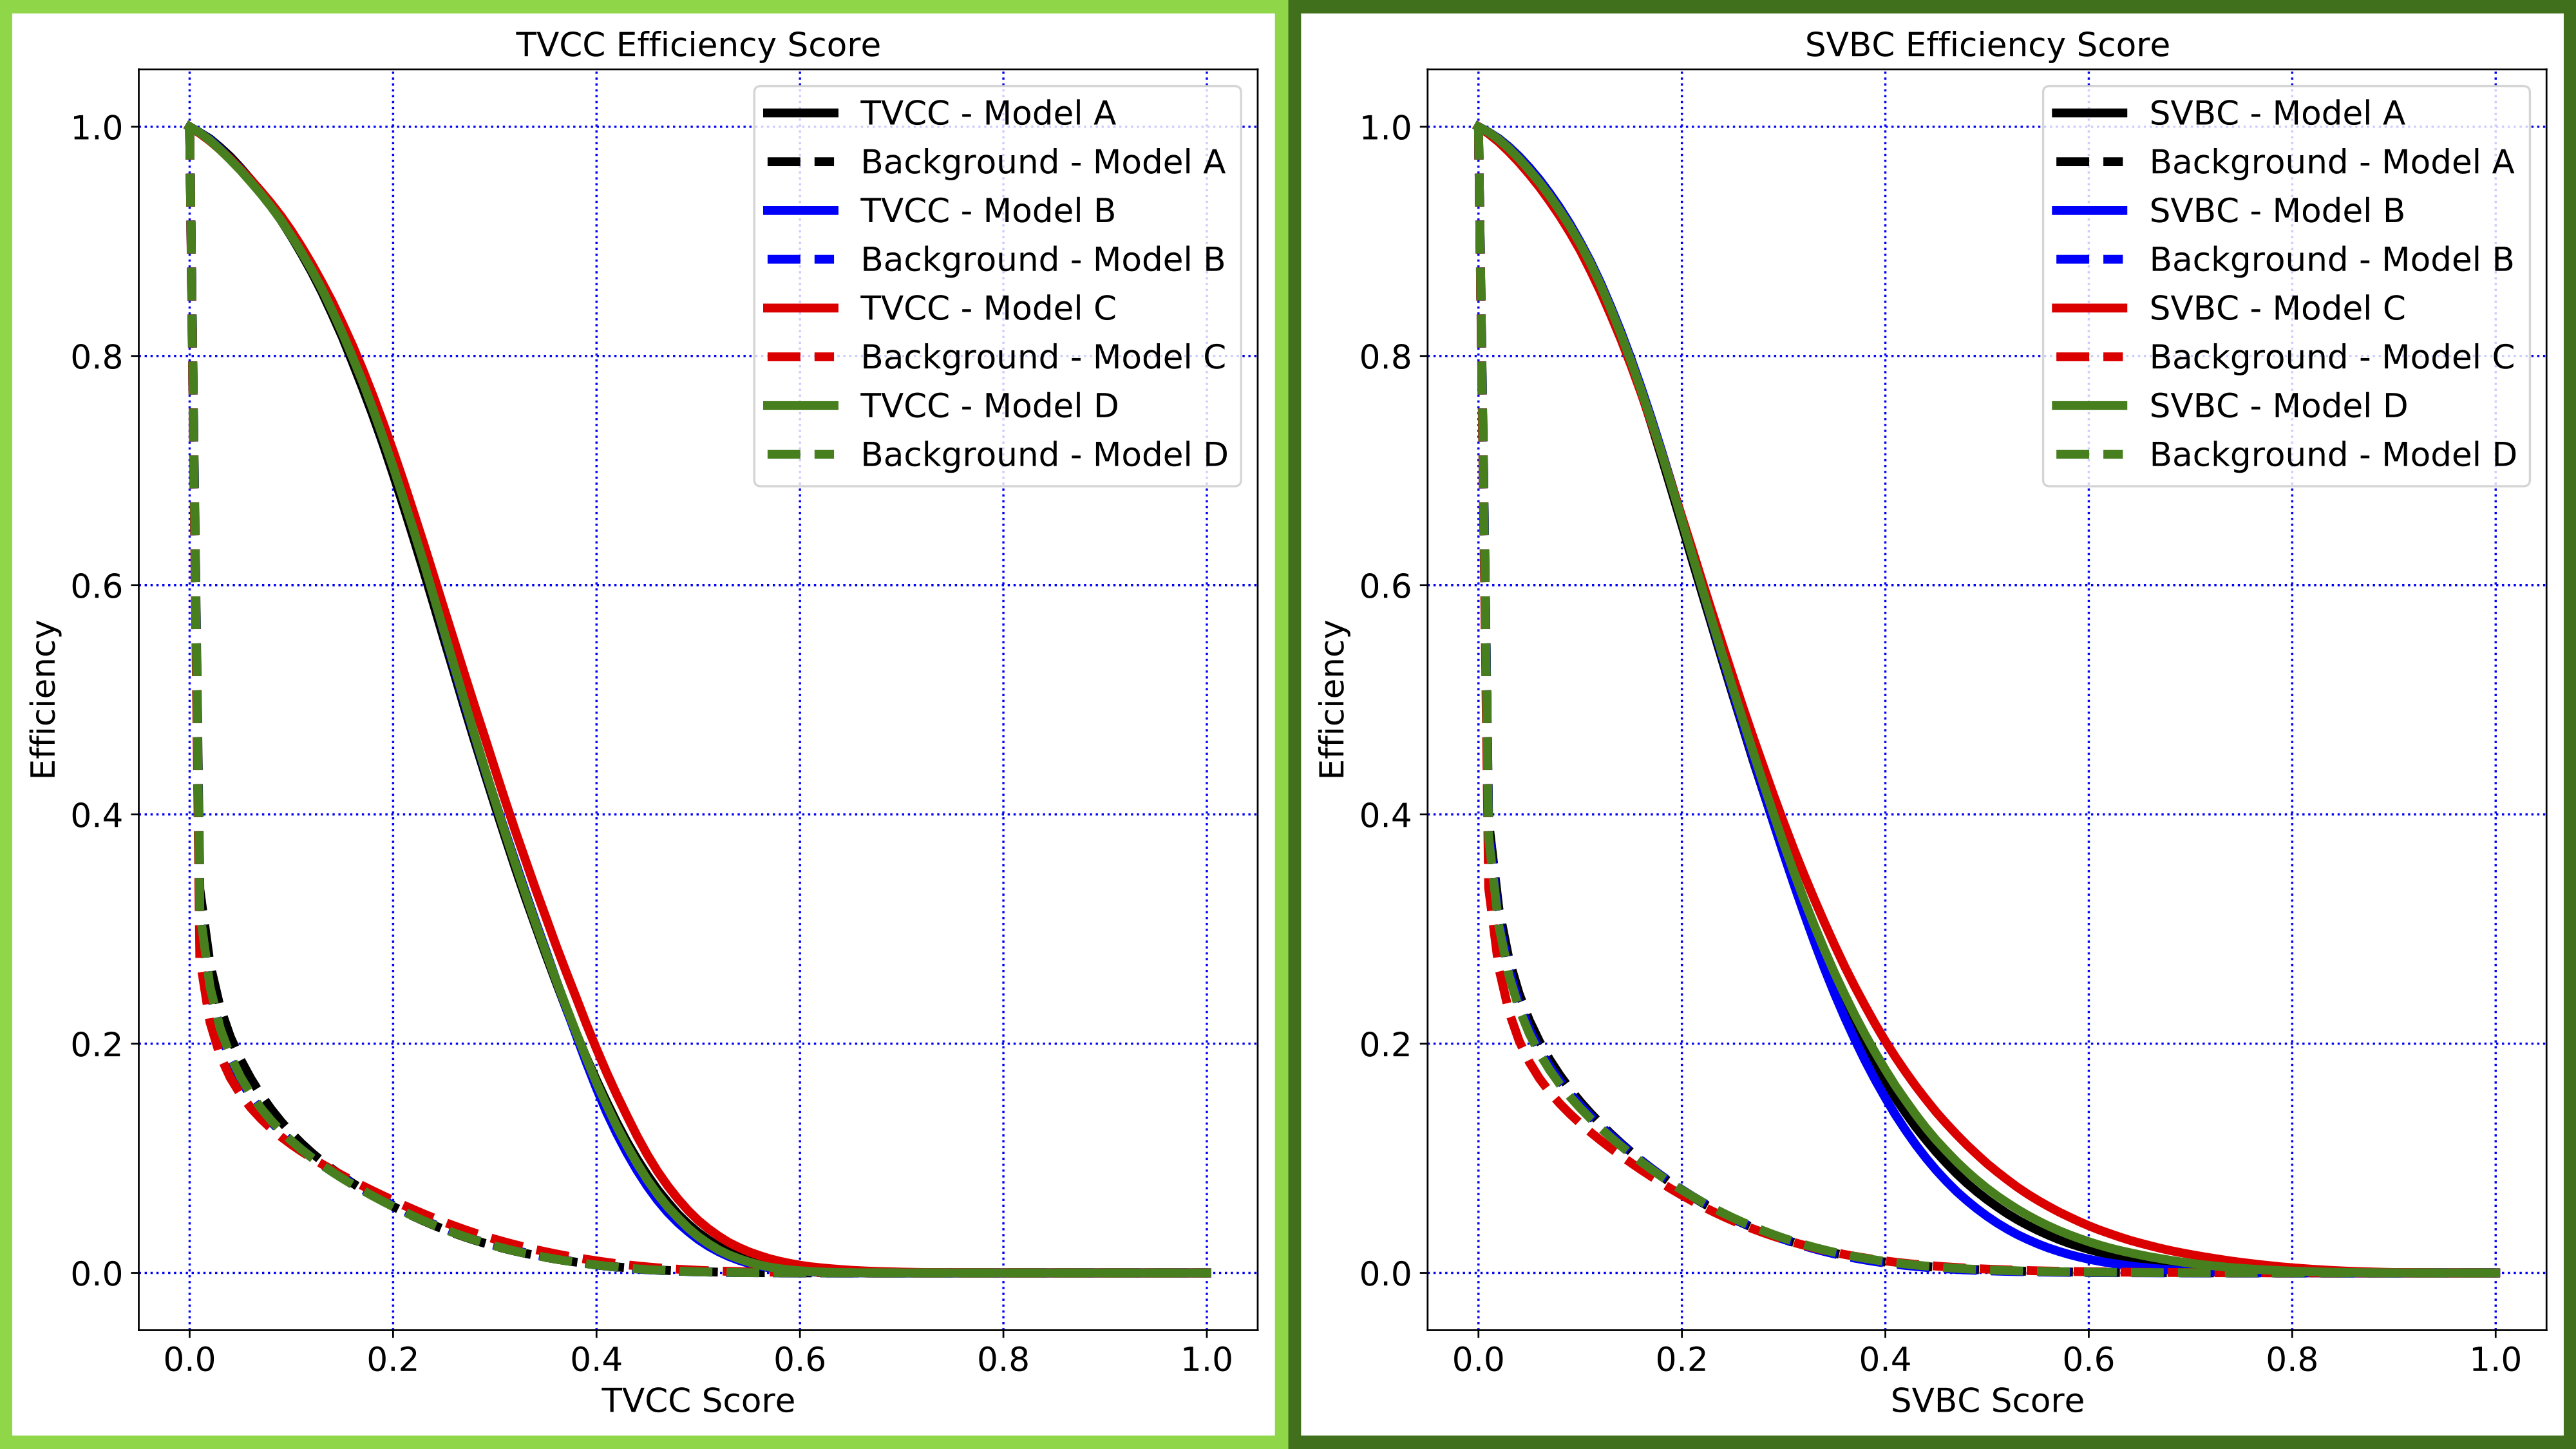 TVCC Efficiency Score
TVCC - Model A
Background - Model A
TVCC - Model B
Background - Model B
TVCC - Model C
Background - Model C
TVCC - Model D
Background - Model D
Efficiency
1.0
0.8
0.6
0.4
0.2
0.0
0.0 0.2 0.4 0.6 0.8 1.0
TVCC Score
SVBC Efficiency Score
SVBC - Model A
Background - Model A
SVBC - Model B
Background - Model B
SVBC - Model C
Background - Model C
SVBC - Model D
Background - Model D
Efficiency
1.0
0.8
0.6
0.4
0.2
0.0
0.0 0.2 0.4 0.6 0.8 1.0
SVBC Score